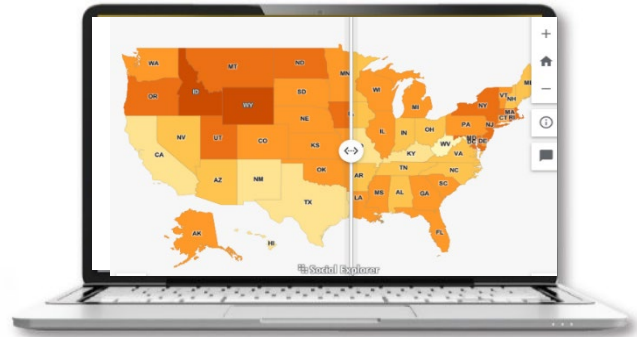 WA
MT
ND
MN
OR
ID
WY
SD
WI
MI
NY
VT
NH
ME
MA
CT RI
NV
UT
CO
NE
KS
IL
IN
OH
PA
NJ
MD
DE
DC
DE
CA
AZ
NM
OK
TX
AR
LA
KY
WV
VA
TN
NC
MS
AL
GA
SC
FL
AK
HI
Social Explorer